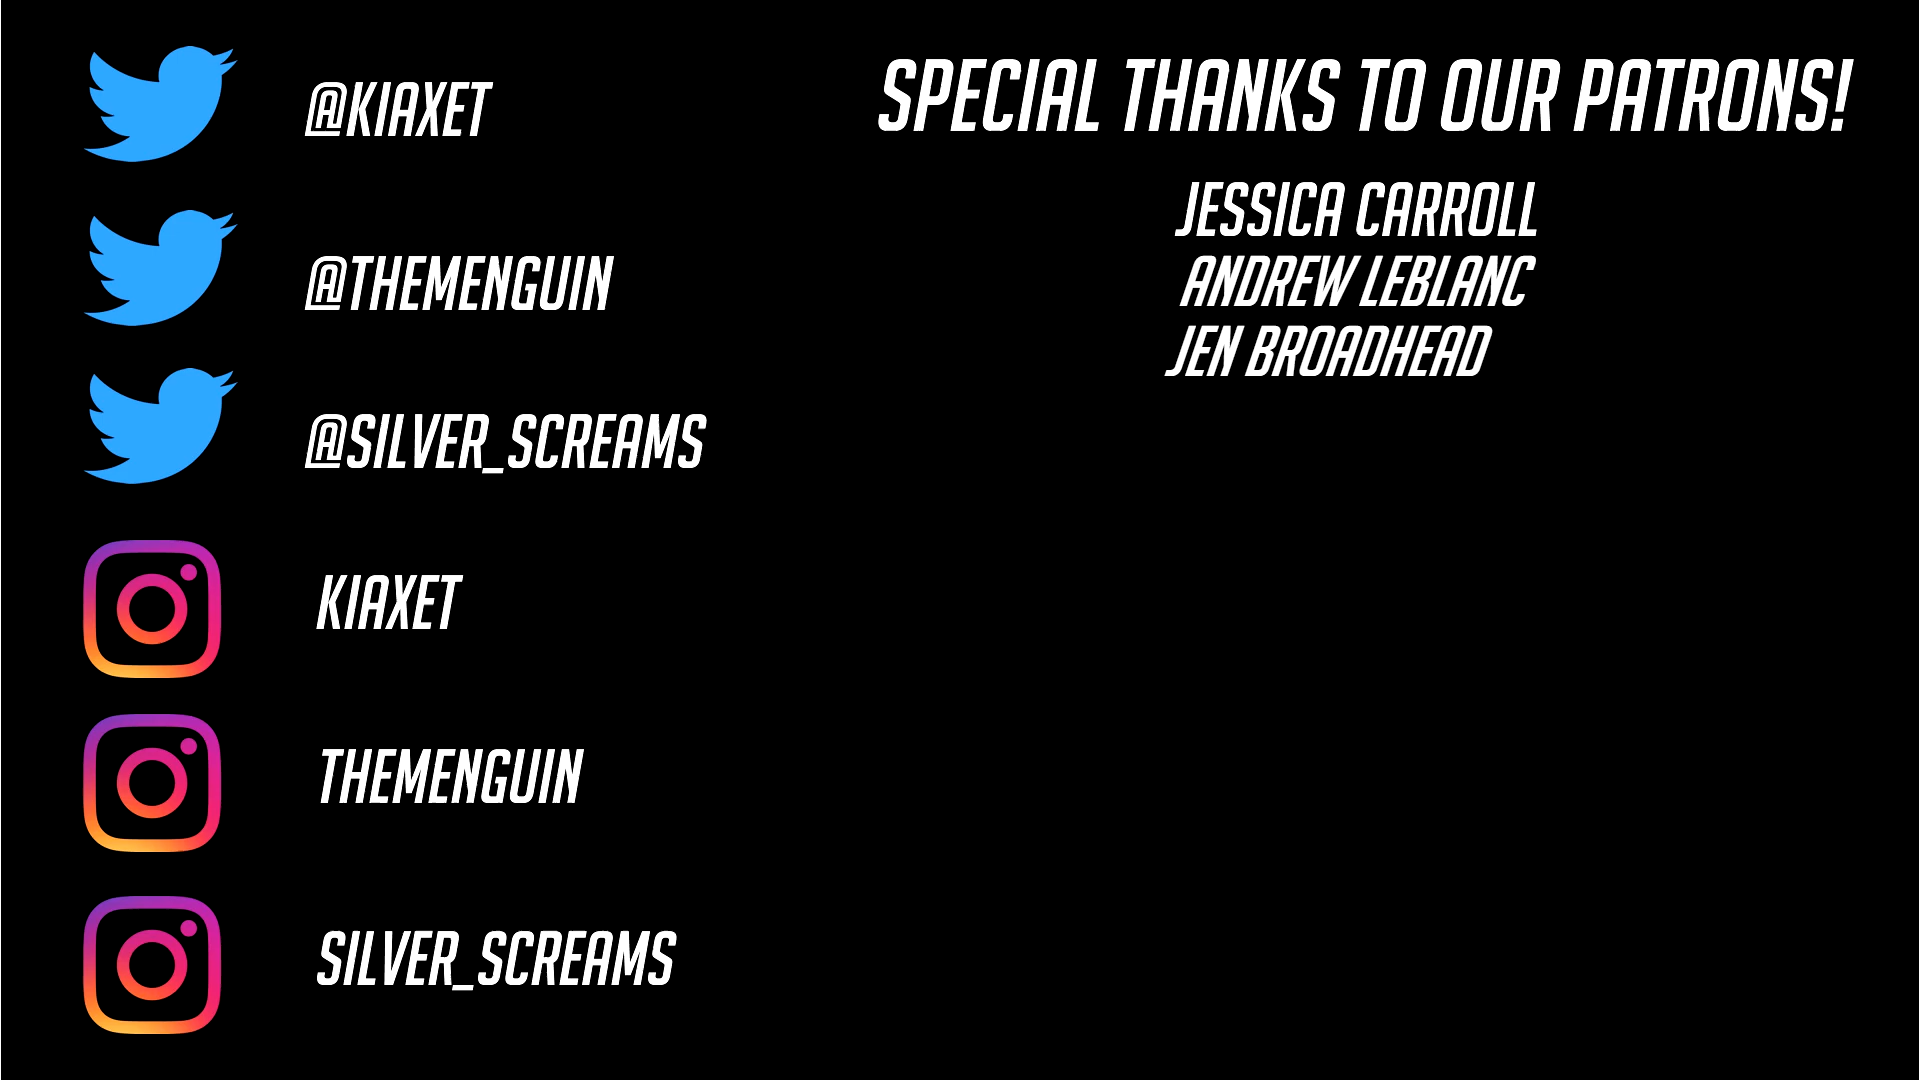 @KIAXET
@THEMENGUIN
@SILVER_SCREAMS
KIAXET
THEMENGUIN
SILVER_SCREAMS
SPECIAL THANKS TO OUR PATRONS!
JESSICA CARROLL
ANDREW LEBLANC
JEN BROADHEAD